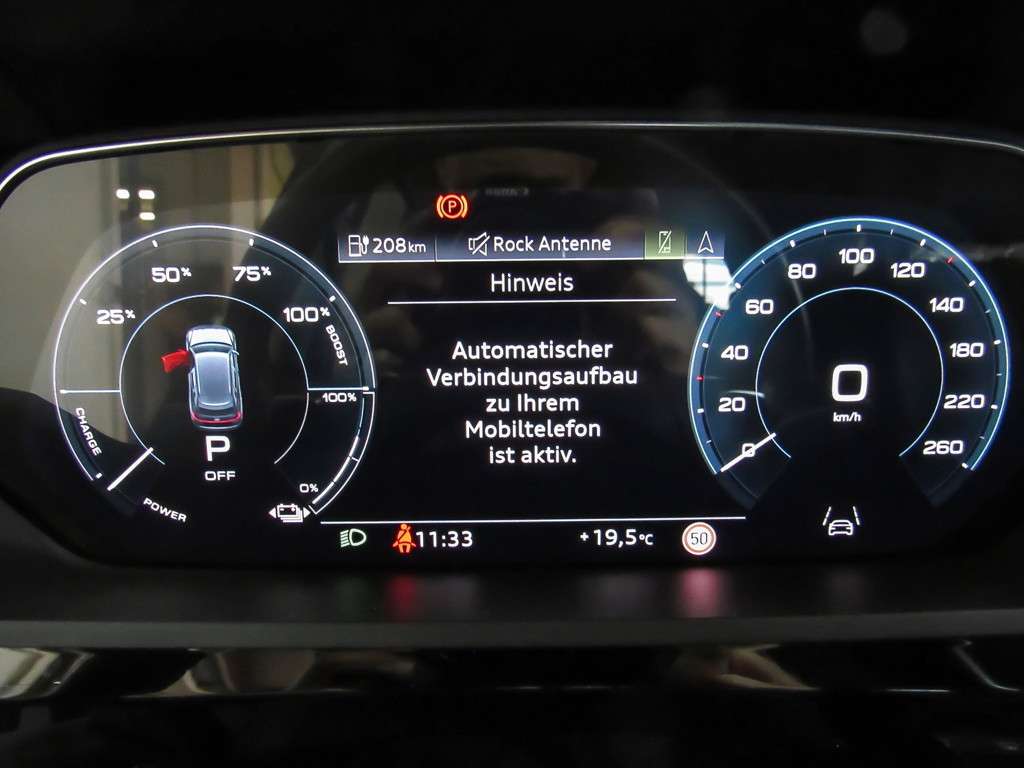 P
208 km
Rock Antenne
Hinweis
Automatischer
Verbindungsaufbau
zu Ihrem
Mobiltelefon
ist aktiv.
25%
50%
75%
100%
BOOST
100%
0%
CHARGE
POWER
P
OFF
0
20
40
60
80
100
120
140
180
220
260
0
km/h
11:33
+19,5°C
50